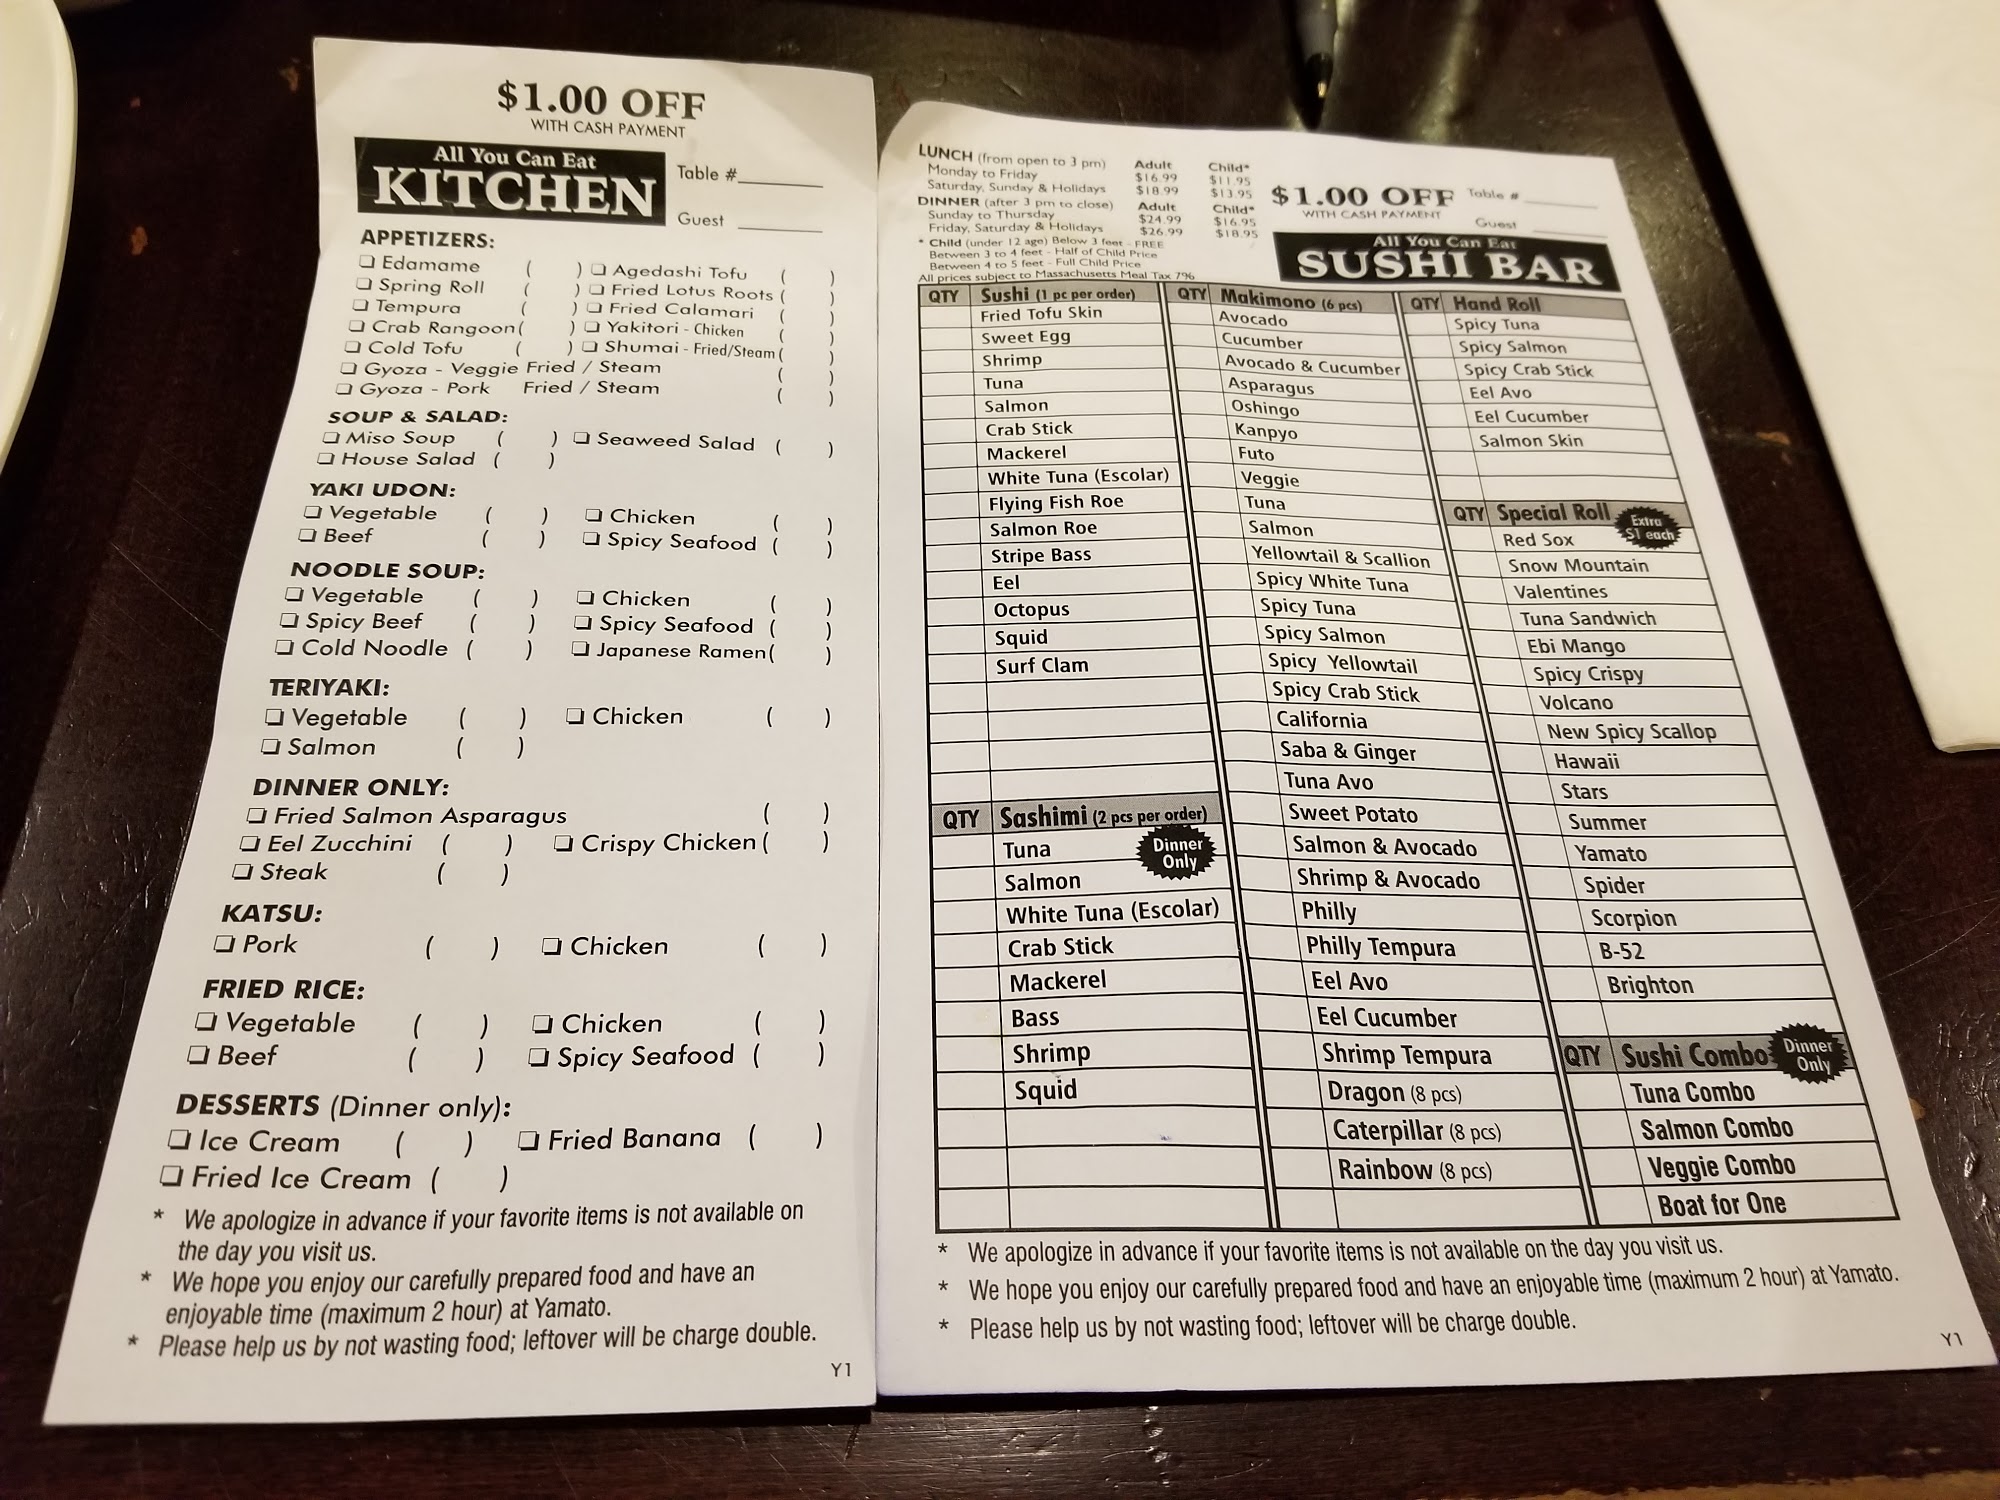 $1.00 OFF
WITH CASH PAYMENT
All You Can Eat
KITCHEN
Table #
Guest
APPETIZERS:
❏ Edamame ( ) ❏ Agedashi Tofu ( )
❏ Spring Roll ( ) ❏ Fried Lotus Roots ( )
❏ Tempura ( ) ❏ Fried Calamari ( )
❏ Crab Rangoon ( ) ❏ Yakitori - Chicken ( )
❏ Cold Tofu ( ) ❏ Shumai - Fried/Steam ( )
❏ Gyoza - Veggie Fried / Steam ( )
❏ Gyoza - Pork Fried / Steam ( )
SOUP & SALAD:
❏ Miso Soup ( ) ❏ Seaweed Salad ( )
❏ House Salad ( )
YAKI UDON:
❏ Vegetable ( ) ❏ Chicken ( )
❏ Beef ( ) ❏ Spicy Seafood ( )
NOODLE SOUP:
❏ Vegetable ( ) ❏ Chicken ( )
❏ Spicy Beef ( ) ❏ Spicy Seafood ( )
❏ Cold Noodle ( ) ❏ Japanese Ramen ( )
TERIYAKI:
❏ Vegetable ( ) ❏ Chicken ( )
❏ Salmon ( )
DINNER ONLY:
❏ Fried Salmon Asparagus ( )
❏ Eel Zucchini ( ) ❏ Crispy Chicken ( )
❏ Steak ( )
KATSU:
❏ Pork ( ) ❏ Chicken ( )
FRIED RICE:
❏ Vegetable ( ) ❏ Chicken ( )
❏ Beef ( ) ❏ Spicy Seafood ( )
DESSERTS (Dinner only):
❏ Ice Cream ( ) ❏ Fried Banana ( )
❏ Fried Ice Cream ( )
* We apologize in advance if your favorite items is not available on
the day you visit us.
* We hope you enjoy our carefully prepared food and have an
enjoyable time (maximum 2 hour) at Yamato.
* Please help us by not wasting food; leftover will be charge double.
Y1
LUNCH (from open to 3 pm) Adult Child*
Monday to Friday $16.99 $11.95
Saturday, Sunday & Holidays $18.99 $13.95
DINNER (after 3 pm to close) Adult Child*
Sunday to Thursday $24.99 $16.95
Friday, Saturday & Holidays $26.99 $18.95
* Child (under 12 age) Below 3 feet - FREE
Between 3 to 4 feet - Half of Child Price
Between 4 to 5 feet - Full Child Price
All prices subject to Massachusetts Meal Tax 7%
$1.00 OFF
WITH CASH PAYMENT
Table #
Guest
All You Can Eat
SUSHI BAR
QTY Sushi (1 pc per order)
Fried Tofu Skin
Sweet Egg
Shrimp
Tuna
Salmon
Crab Stick
Mackerel
White Tuna (Escolar)
Flying Fish Roe
Salmon Roe
Stripe Bass
Eel
Octopus
Squid
Surf Clam
QTY Sashimi (2 pcs per order)
Dinner
Only
Tuna
Salmon
White Tuna (Escolar)
Crab Stick
Mackerel
Bass
Shrimp
Squid
QTY Makimono (6 pcs)
Avocado
Cucumber
Avocado & Cucumber
Asparagus
Oshingo
Kanpyo
Futo
Veggie
Tuna
Salmon
Yellowtail & Scallion
Spicy White Tuna
Spicy Tuna
Spicy Salmon
Spicy Yellowtail
Spicy Crab Stick
California
Saba & Ginger
Tuna Avo
Sweet Potato
Salmon & Avocado
Shrimp & Avocado
Philly
Philly Tempura
Eel Avo
Eel Cucumber
Shrimp Tempura
Dragon (8 pcs)
Caterpillar (8 pcs)
Rainbow (8 pcs)
QTY Hand Roll
Spicy Tuna
Spicy Salmon
Spicy Crab Stick
Eel Avo
Eel Cucumber
Salmon Skin
QTY Special Roll
Extra
$1 each
Red Sox
Snow Mountain
Valentines
Tuna Sandwich
Ebi Mango
Spicy Crispy
Volcano
New Spicy Scallop
Hawaii
Stars
Summer
Yamato
Spider
Scorpion
B-52
Brighton
QTY Sushi Combo
Dinner
Only
Tuna Combo
Salmon Combo
Veggie Combo
Boat for One
* We apologize in advance if your favorite items is not available on the day you visit us.
* We hope you enjoy our carefully prepared food and have an enjoyable time (maximum 2 hour) at Yamato.
* Please help us by not wasting food; leftover will be charge double.
Y1